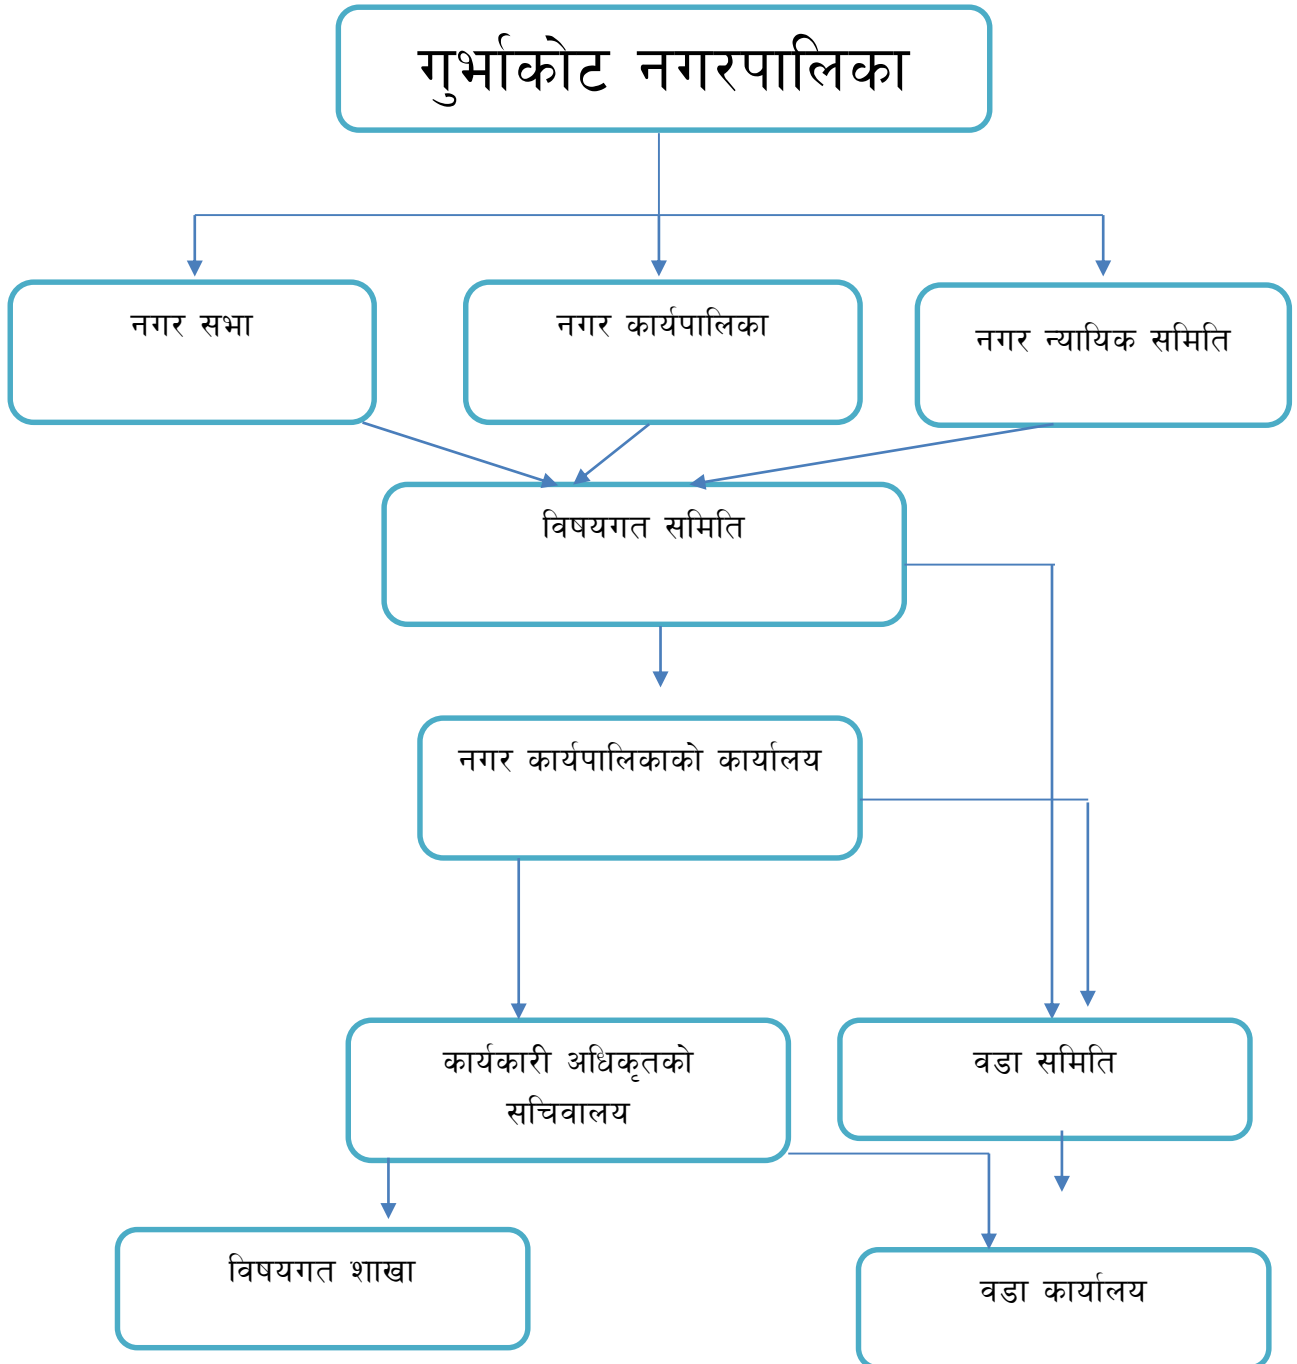 गुर्भाकोट नगरपालिका
नगर सभा
नगर कार्यपालिका
नगर न्यायिक समिति
विषयगत समिति
नगर कार्यपालिकाको कार्यालय
कार्यकारी अधिकृतको
सचिवालय
वडा समिति
विषयगत शाखा
वडा कार्यालय